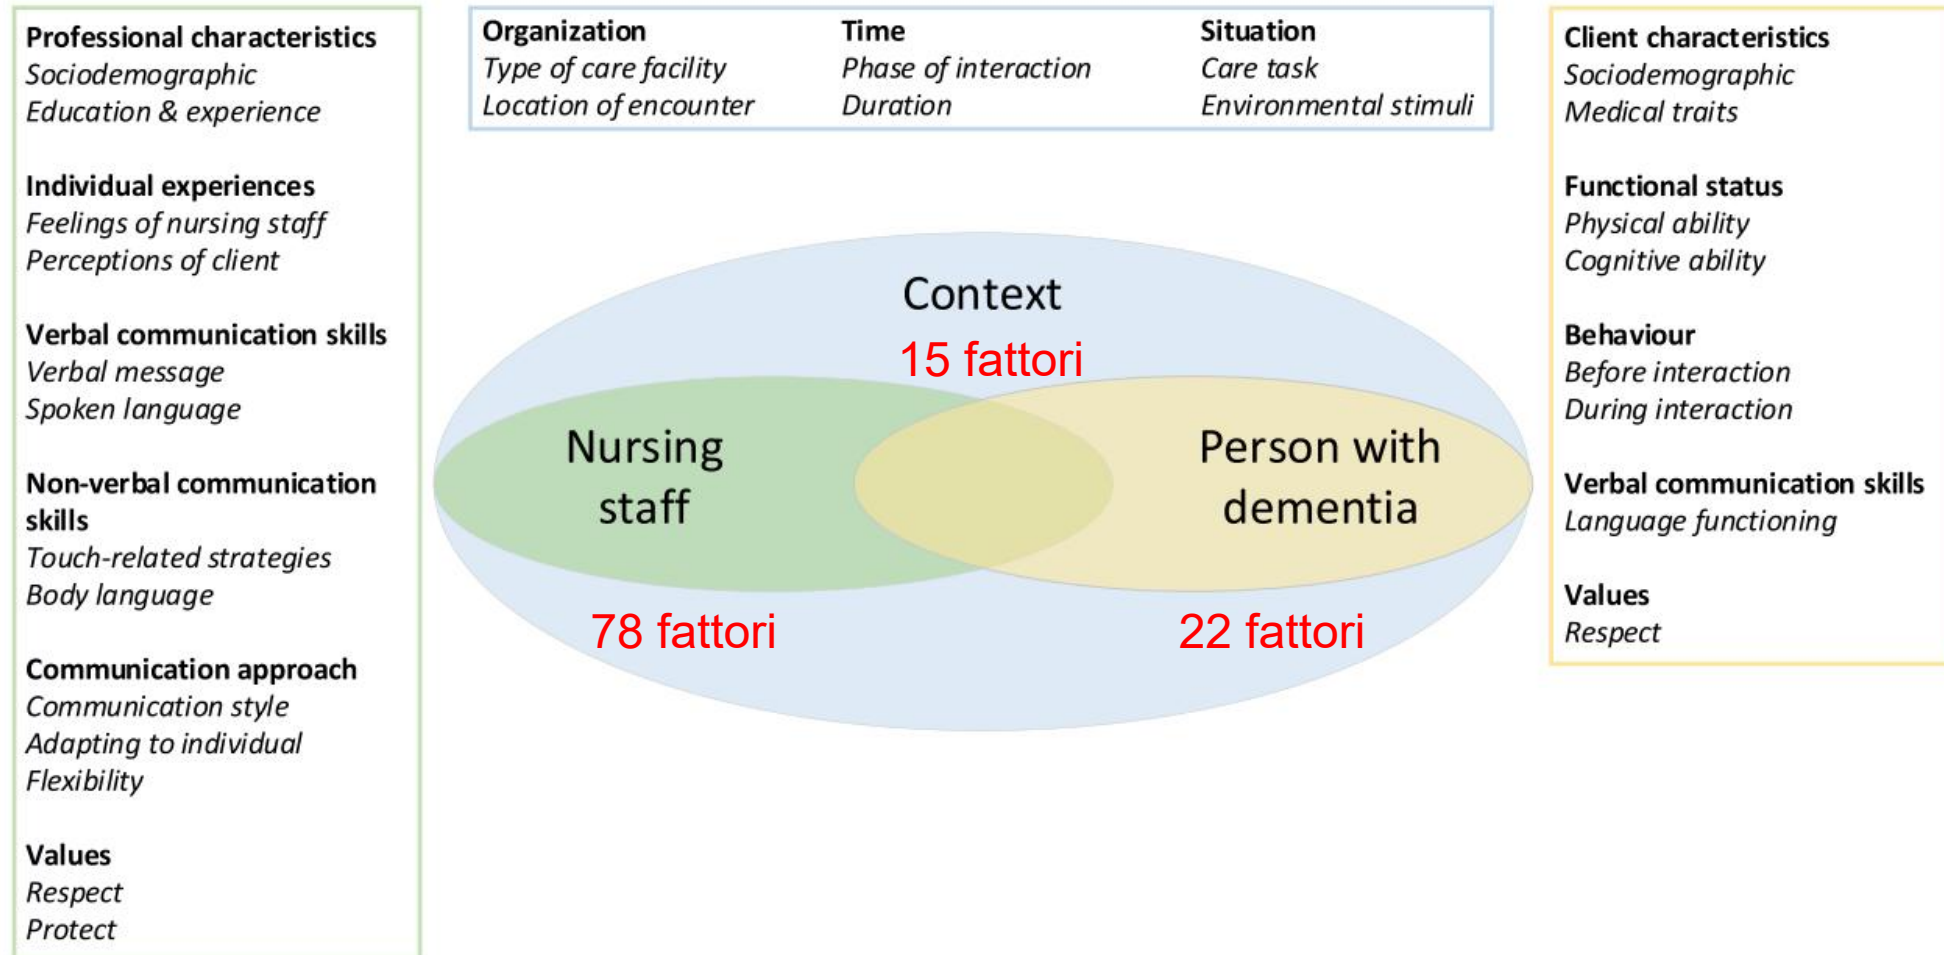 Professional characteristics
Sociodemographic
Education & experience
Individual experiences
Feelings of nursing staff
Perceptions of client
Verbal communication skills
Verbal message
Spoken language
Non-verbal communication
skills
Touch-related strategies
Body language
Communication approach
Communication style
Adapting to individual
Flexibility
Values
Respect
Protect
Organization
Type of care facility
Location of encounter
Time
Phase of interaction
Duration
Situation
Care task
Environmental stimuli
Context
15 fattori
Nursing
staff
78 fattori
Person with
dementia
22 fattori
Client characteristics
Sociodemographic
Medical traits
Functional status
Physical ability
Cognitive ability
Behaviour
Before interaction
During interaction
Verbal communication skills
Language functioning
Values
Respect